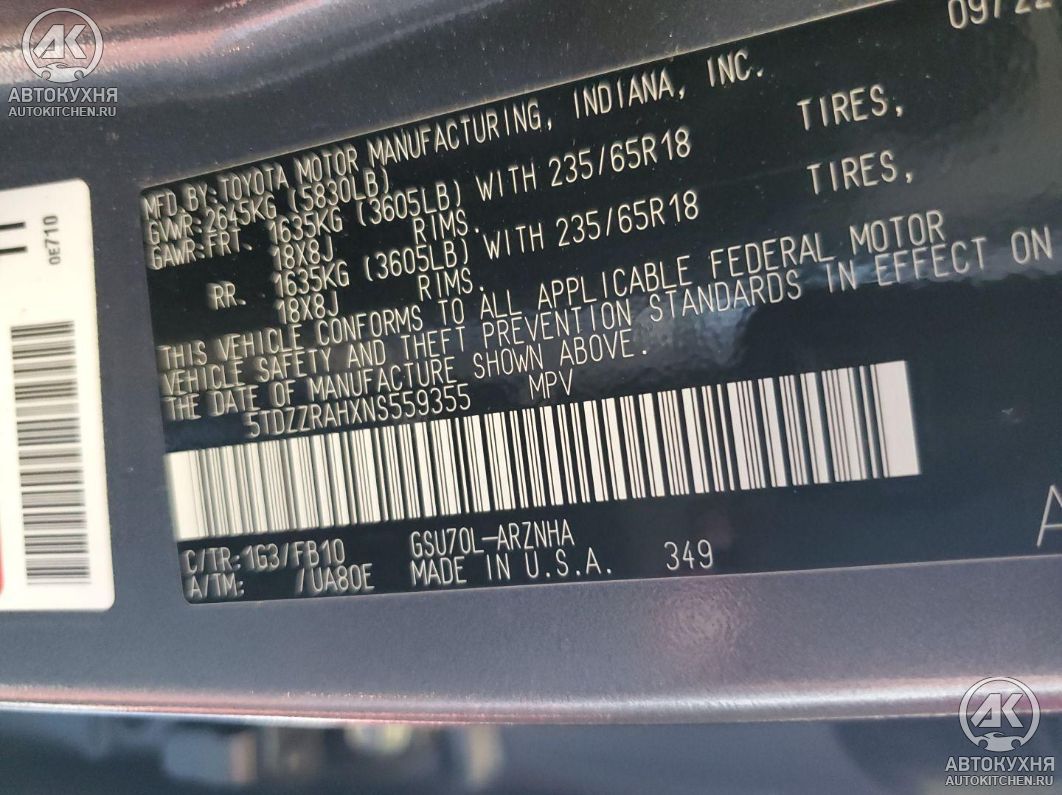 АВТОКУХНЯ
AUTOKITCHEN.RU
09/22
MFD BY: TOYOTA MOTOR MANUFACTURING, INDIANA, INC.
GVWR: 2645KG (5830LB)
GAWR: FRT. 1635KG (3605LB) WITH 235/65R18 TIRES,
18X8J RIMS.
RR. 1635KG (3605LB) WITH 235/65R18 TIRES,
18X8J RIMS.
THIS VEHICLE CONFORMS TO ALL APPLICABLE FEDERAL MOTOR
VEHICLE SAFETY AND THEFT PREVENTION STANDARDS IN EFFECT ON
THE DATE OF MANUFACTURE SHOWN ABOVE.
5TDZZRAHXNS559355 MPV
C/TR: 1G3/FB10 GSU70L-ARZNHA
A/TM: /UA80E MADE IN U.S.A. 349
0E710
АВТОКУХНЯ
AUTOKITCHEN.RU